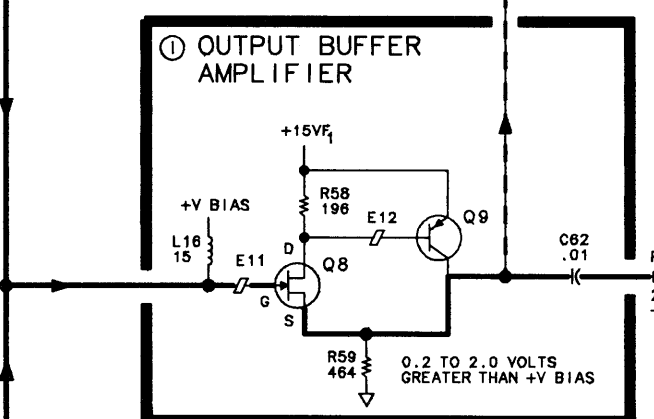 ① OUTPUT BUFFER
AMPLIFIER
+15VF1
R58
196
+V BIAS
E12
Q9
L16
15
D
Q8
E11
C62
.01
G
S
R59
464
0.2 TO 2.0 VOLTS
GREATER THAN +V BIAS